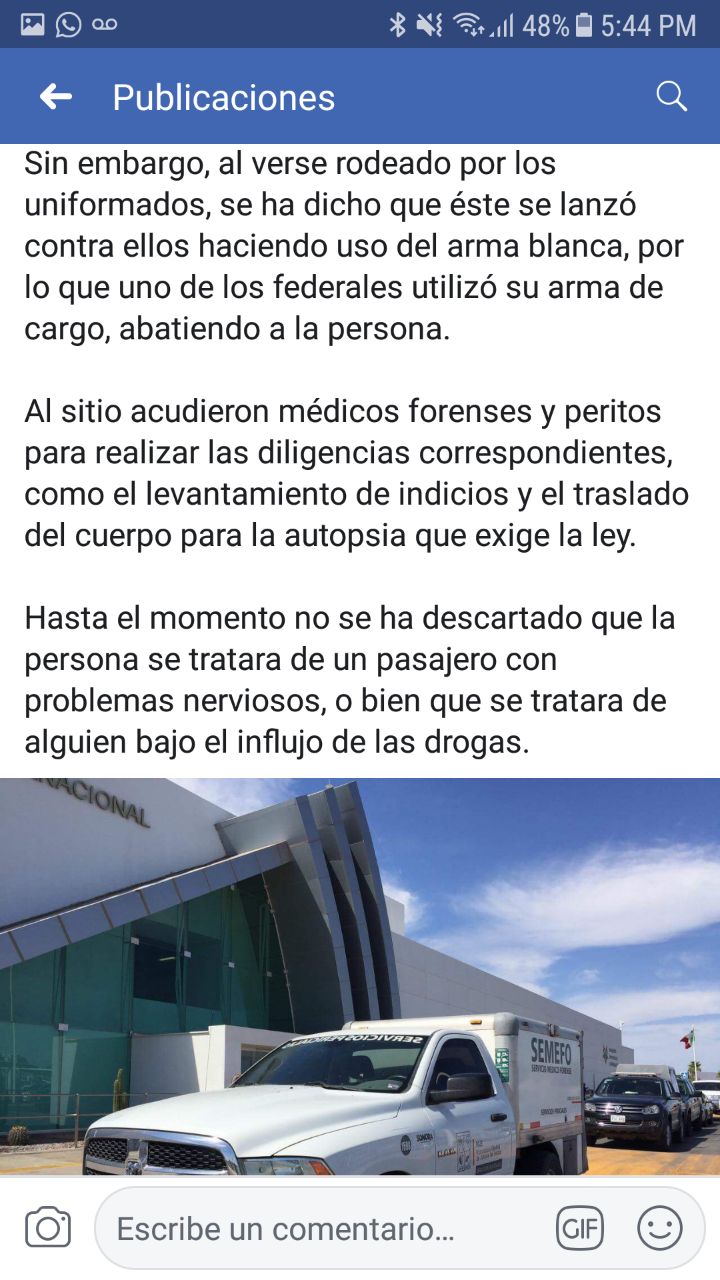 48% 5:44 PM
Publicaciones
Sin embargo, al verse rodeado por los
uniformados, se ha dicho que éste se lanzó
contra ellos haciendo uso del arma blanca, por
lo que uno de los federales utilizó su arma de
cargo, abatiendo a la persona.
Al sitio acudieron médicos forenses y peritos
para realizar las diligencias correspondientes,
como el levantamiento de indicios y el traslado
del cuerpo para la autopsia que exige la ley.
Hasta el momento no se ha descartado que la
persona se tratara de un pasajero con
problemas nerviosos, o bien que se tratara de
alguien bajo el influjo de las drogas.
NACIONAL
SERVICIOS PERICIALES
SEMEFO
SERVICIO MEDICO FORENSE
SERVICIOS PERICIALES
SONORA
Escribe un comentario...
GIF